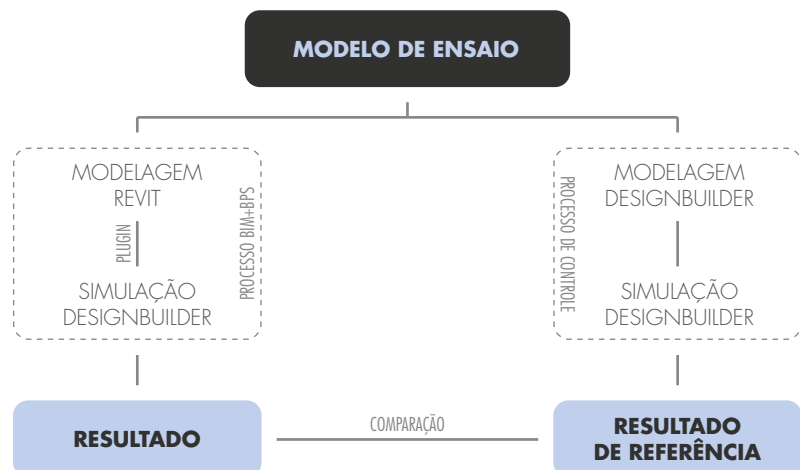 MODELO DE ENSAIO
MODELAGEM
REVIT
PLUGIN
SIMULAÇÃO
DESIGNBUILDER
PROCESSO BIM+BPS
PROCESSO DE CONTROLE
MODELAGEM
DESIGNBUILDER
SIMULAÇÃO
DESIGNBUILDER
RESULTADO
COMPARAÇÃO
RESULTADO
DE REFERÊNCIA